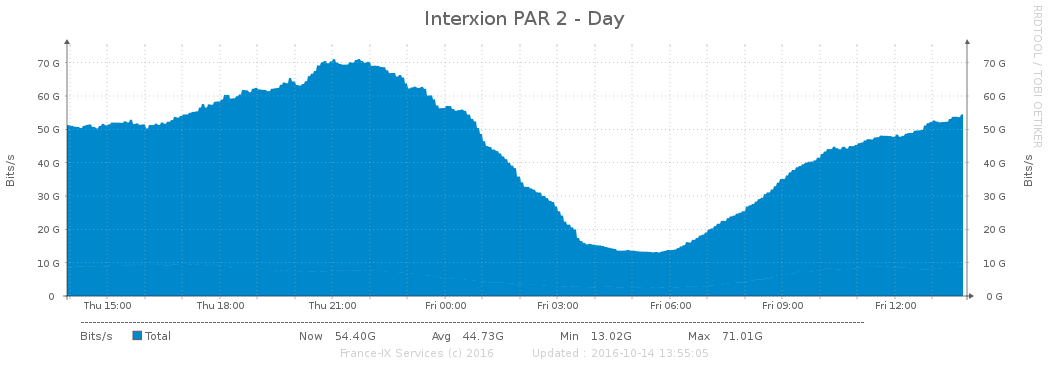 Interxion PAR 2 - Day
RRDTOOL / TOBI OETIKER
Bits/s
70 G 70 G
60 G 60 G
50 G 50 G
40 G 40 G
30 G 30 G
20 G 20 G
10 G 10 G
0 0 G
Bits/s
Thu 15:00 Thu 18:00 Thu 21:00 Fri 00:00 Fri 03:00 Fri 06:00 Fri 09:00 Fri 12:00
Bits/s Total Now 54.40G Avg 44.73G Min 13.02G Max 71.01G
France-IX Services (c) 2016 Updated : 2016-10-14 13:55:05